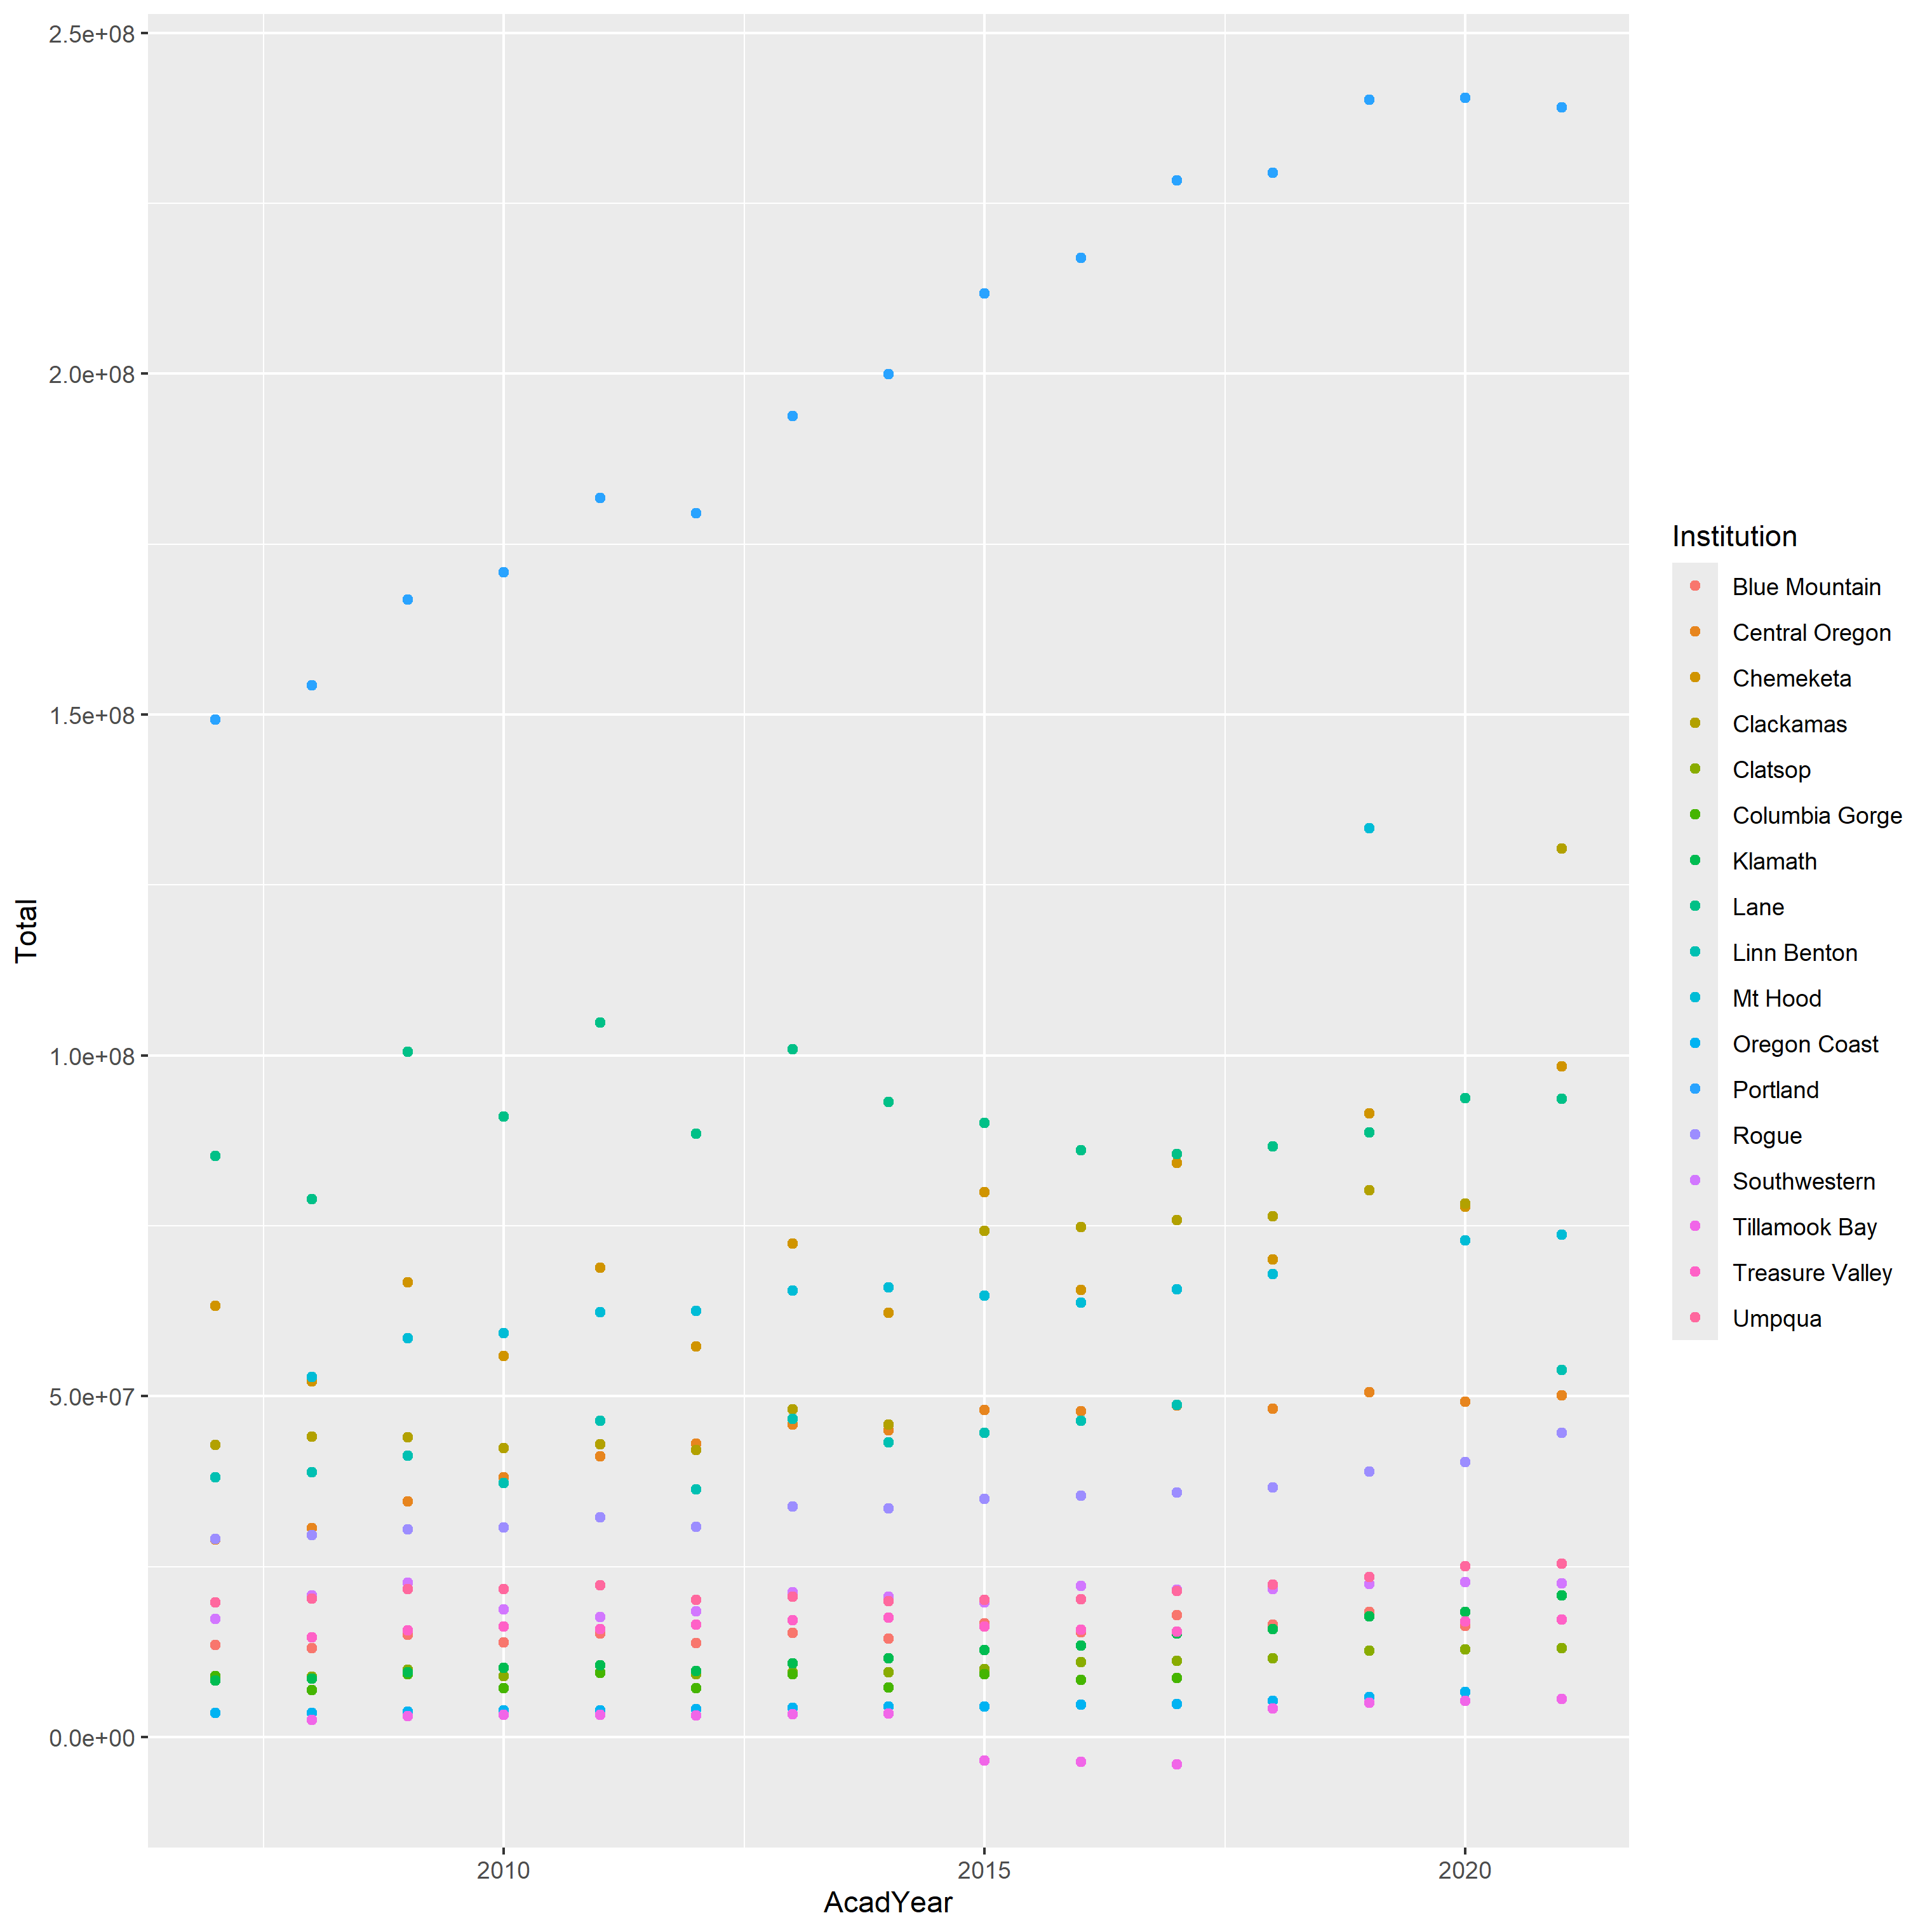 2.5e+08
2.0e+08
1.5e+08
1.0e+08
5.0e+07
0.0e+00
Total
2010 2015 2020
AcadYear
Institution
Blue Mountain
Central Oregon
Chemeketa
Clackamas
Clatsop
Columbia Gorge
Klamath
Lane
Linn Benton
Mt Hood
Oregon Coast
Portland
Rogue
Southwestern
Tillamook Bay
Treasure Valley
Umpqua